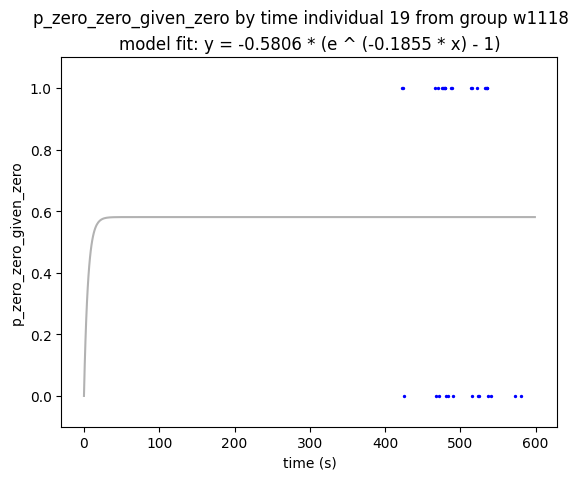 p_zero_zero_given_zero by time individual 19 from group w1118
model fit: y = -0.5806 * (e ^ (-0.1855 * x) - 1)
p_zero_zero_given_zero
1.0
0.8
0.6
0.4
0.2
0.0
0 100 200 300 400 500 600
time (s)